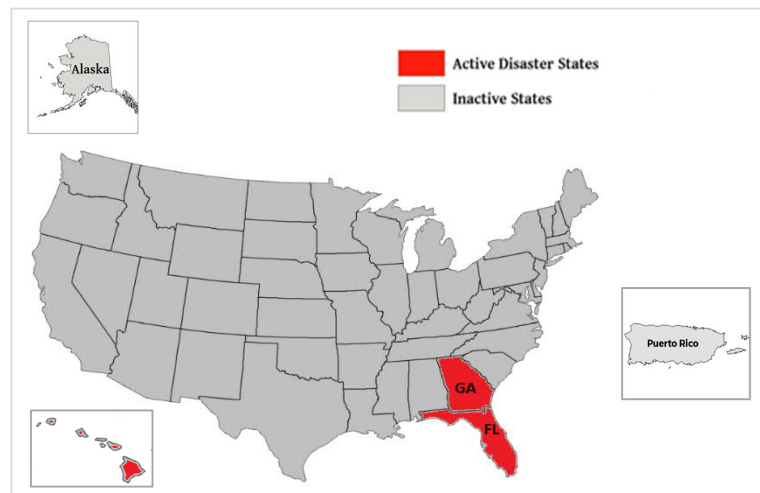 Alaska
Active Disaster States
Inactive States
Puerto Rico
GA
FL